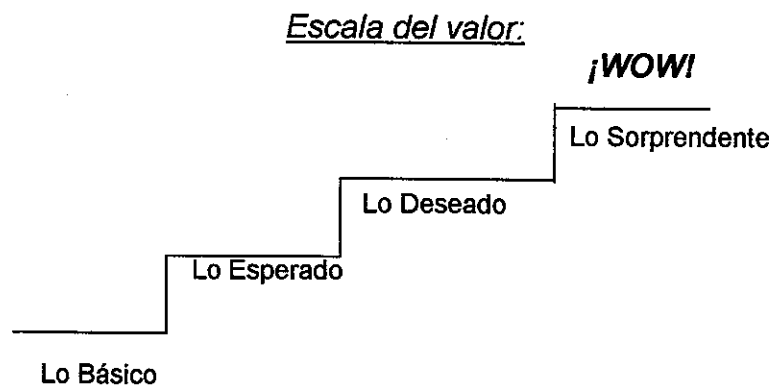 Escala del valor:
¡WOW!
Lo Sorprendente
Lo Deseado
Lo Esperado
Lo Básico